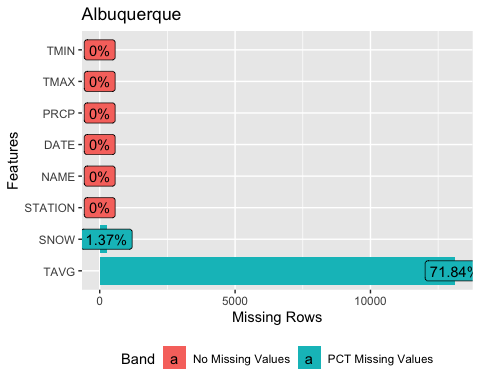 Albuquerque
Features
TMIN 0%
TMAX 0%
PRCP 0%
DATE 0%
NAME 0%
STATION 0%
SNOW 1.37%
TAVG 71.84%
0 5000 10000
Missing Rows
Band a No Missing Values a PCT Missing Values